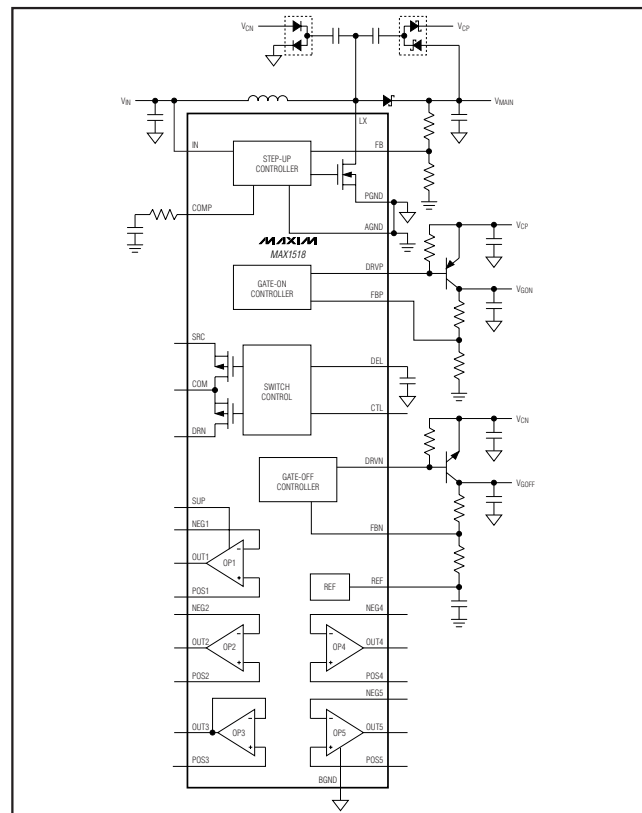 VCN
VCP
VIN
VMAIN
LX
IN
FB
STEP-UP
CONTROLLER
PGND
COMP
AGND
MAXIM
MAX1518
VCP
DRVP
GATE-ON
CONTROLLER
VGON
FBP
SRC
DEL
COM
SWITCH
CONTROL
CTL
DRN
VCN
DRVN
GATE-OFF
CONTROLLER
VGOFF
SUP
NEG1
FBN
OUT1
OP1
REF
REF
POS1
NEG2
NEG4
OUT2
OP2
OP4
OUT4
POS2
POS4
NEG5
OUT3
OP3
OP5
OUT5
POS3
POS5
BGND